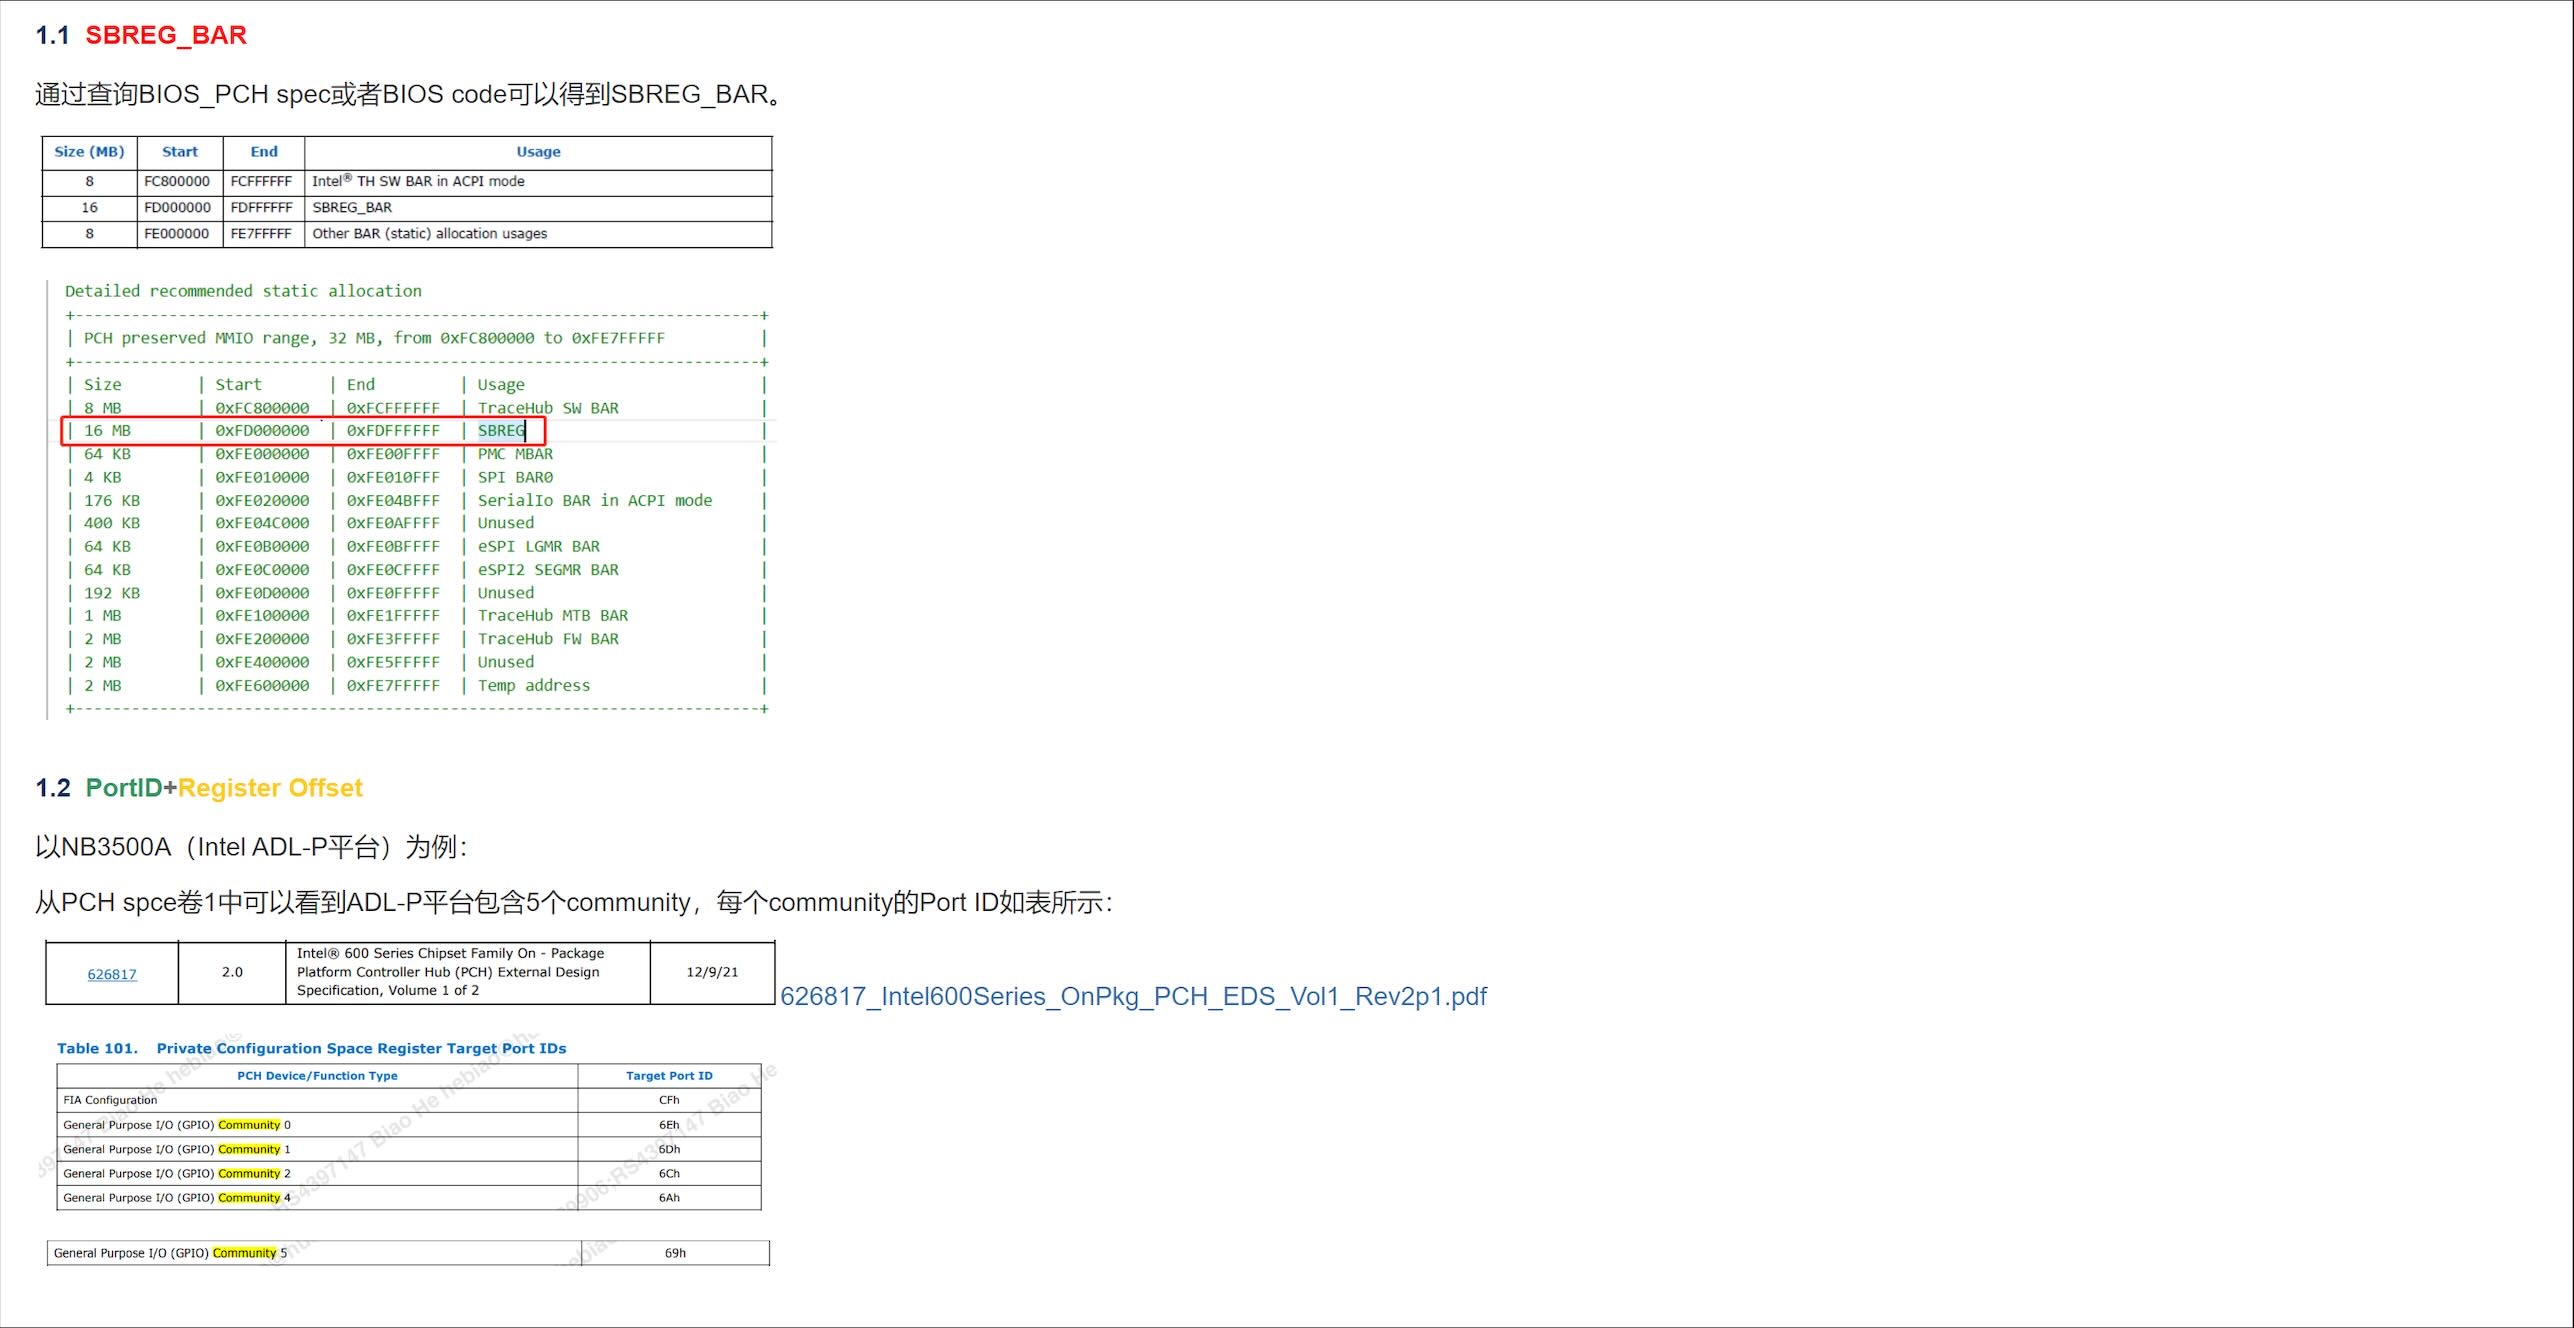 1.1 SBREG_BAR
通过查询BIOS_PCH spec或者BIOS code可以得到SBREG_BAR。
Size (MB) Start End Usage
8 FC800000 FCFFFFFF Intel® TH SW BAR in ACPI mode
16 FD000000 FDFFFFFF SBREG_BAR
8 FE000000 FE7FFFFF Other BAR (static) allocation usages
Detailed recommended static allocation
+-------------------------------------------------------------------------+
| PCH preserved MMIO range, 32 MB, from 0xFC800000 to 0xFE7FFFFF |
+-------------------------------------------------------------------------+
| Size | Start | End | Usage |
| 8 MB | 0xFC800000 | 0xFCFFFFFF | TraceHub SW BAR |
| 16 MB | 0xFD000000 | 0xFDFFFFFF | SBREG |
| 64 KB | 0xFE000000 | 0xFE00FFFF | PMC MBAR |
| 4 KB | 0xFE010000 | 0xFE010FFF | SPI BAR0 |
| 176 KB | 0xFE020000 | 0xFE04BFFF | SerialIo BAR in ACPI mode |
| 400 KB | 0xFE04C000 | 0xFE0AFFFF | Unused |
| 64 KB | 0xFE0B0000 | 0xFE0BFFFF | eSPI LGMR BAR |
| 64 KB | 0xFE0C0000 | 0xFE0CFFFF | eSPI2 SEGMR BAR |
| 192 KB | 0xFE0D0000 | 0xFE0FFFFF | Unused |
| 1 MB | 0xFE100000 | 0xFE1FFFFF | TraceHub MTB BAR |
| 2 MB | 0xFE200000 | 0xFE3FFFFF | TraceHub FW BAR |
| 2 MB | 0xFE400000 | 0xFE5FFFFF | Unused |
| 2 MB | 0xFE600000 | 0xFE7FFFFF | Temp address |
+-------------------------------------------------------------------------+
1.2 PortID+Register Offset
以NB3500A（Intel ADL-P平台）为例：
从PCH spce卷1中可以看到ADL-P平台包含5个community，每个community的Port ID如表所示：
626817 2.0 Intel® 600 Series Chipset Family On - Package
Platform Controller Hub (PCH) External Design
Specification, Volume 1 of 2 12/9/21
626817_Intel600Series_OnPkg_PCH_EDS_Vol1_Rev2p1.pdf
Table 101. Private Configuration Space Register Target Port IDs
PCH Device/Function Type Target Port ID
FIA Configuration CFh
General Purpose I/O (GPIO) Community 0 6Eh
General Purpose I/O (GPIO) Community 1 6Dh
General Purpose I/O (GPIO) Community 2 6Ch
General Purpose I/O (GPIO) Community 4 6Ah
General Purpose I/O (GPIO) Community 5 69h